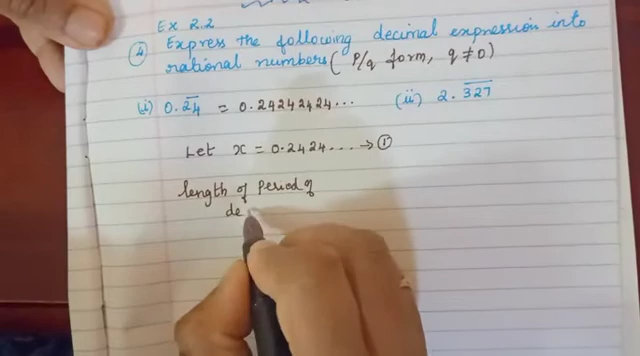 Ex 2.2
④ Express the following decimal expression into
rational numbers ( P/q form, q ≠ 0)
(i) 0.2̅4̅ = 0.24242424... (ii) 2.3̅2̅7̅
Let x = 0.2424.... → ①
length of period of
de